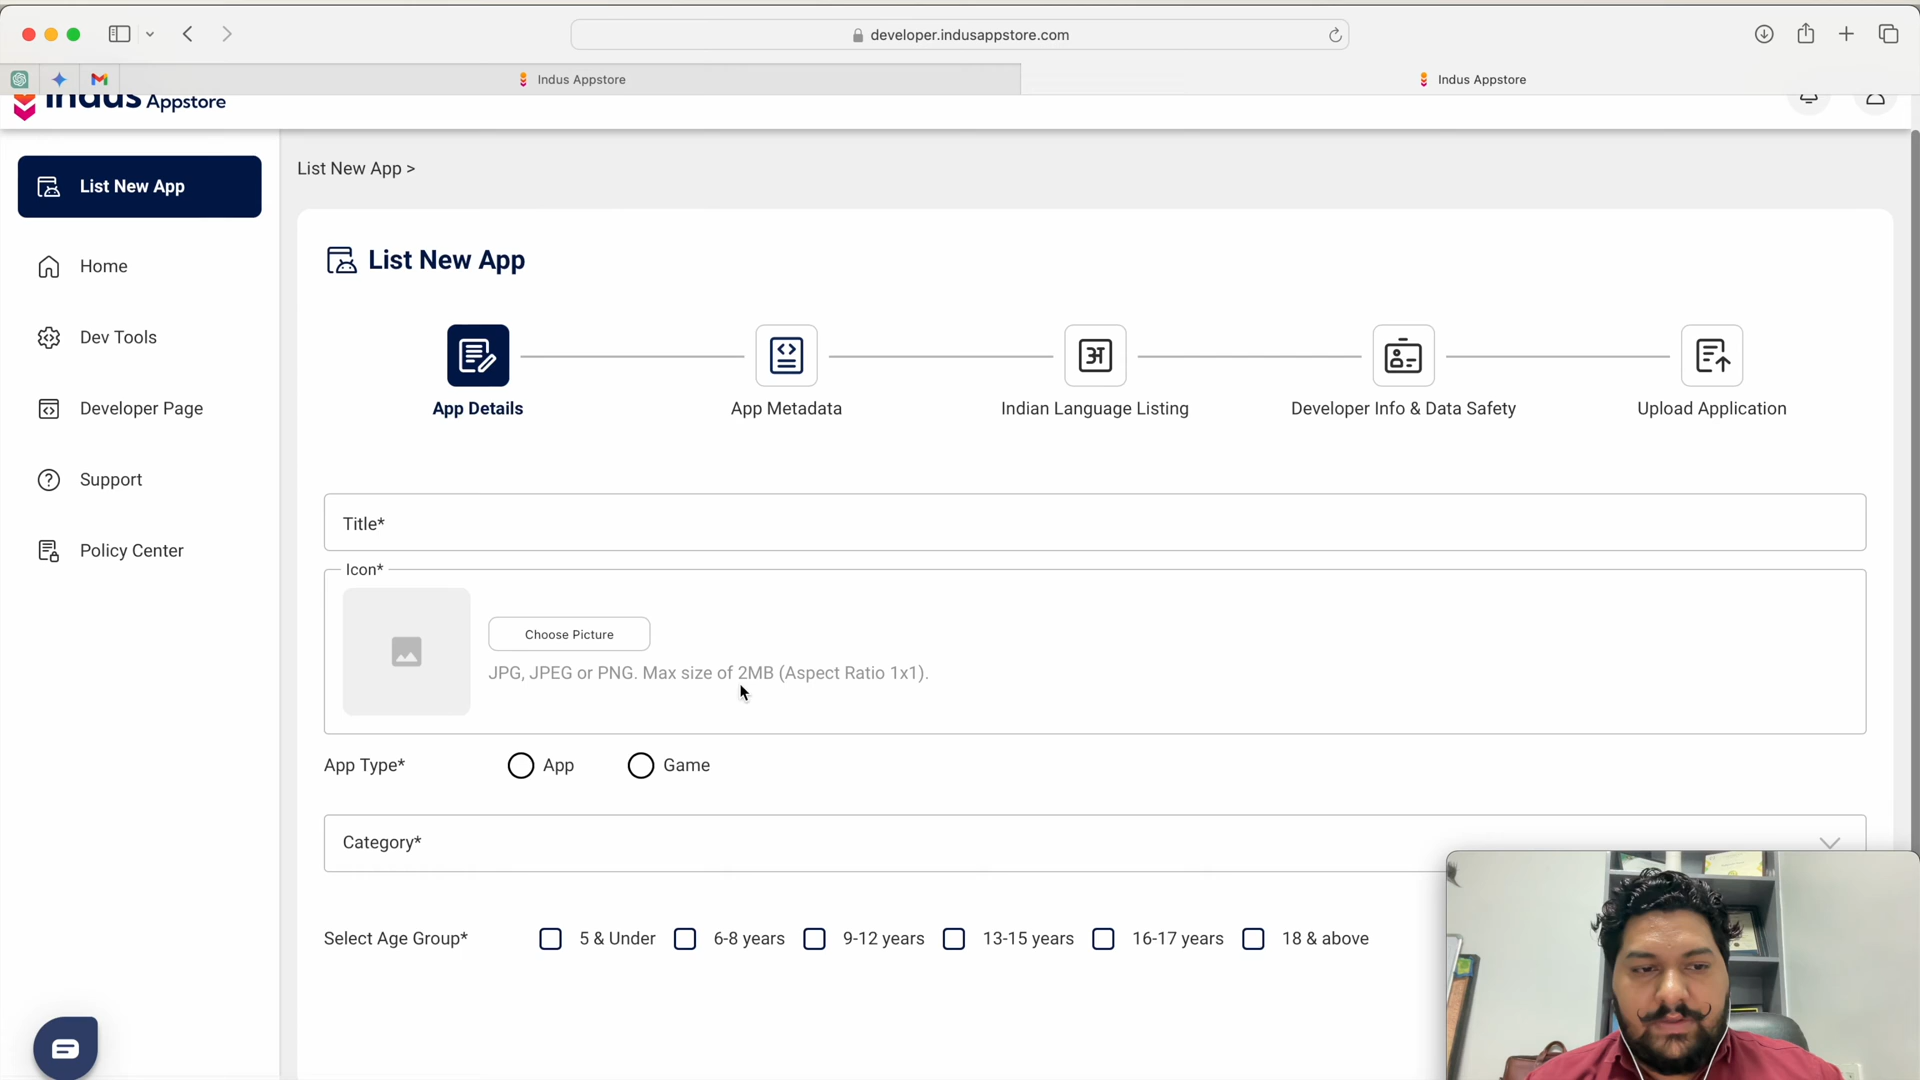 developer.indusappstore.com
Indus Appstore
Indus Appstore
Indus Appstore
List New App
Home
Dev Tools
Developer Page
Support
Policy Center
List New App >
List New App
App Details
App Metadata
अ
Indian Language Listing
Developer Info & Data Safety
Upload Application
Title*
Icon*
Choose Picture
JPG, JPEG or PNG. Max size of 2MB (Aspect Ratio 1x1).
App Type* App Game
Category*
Select Age Group* 5 & Under 6-8 years 9-12 years 13-15 years 16-17 years 18 & above